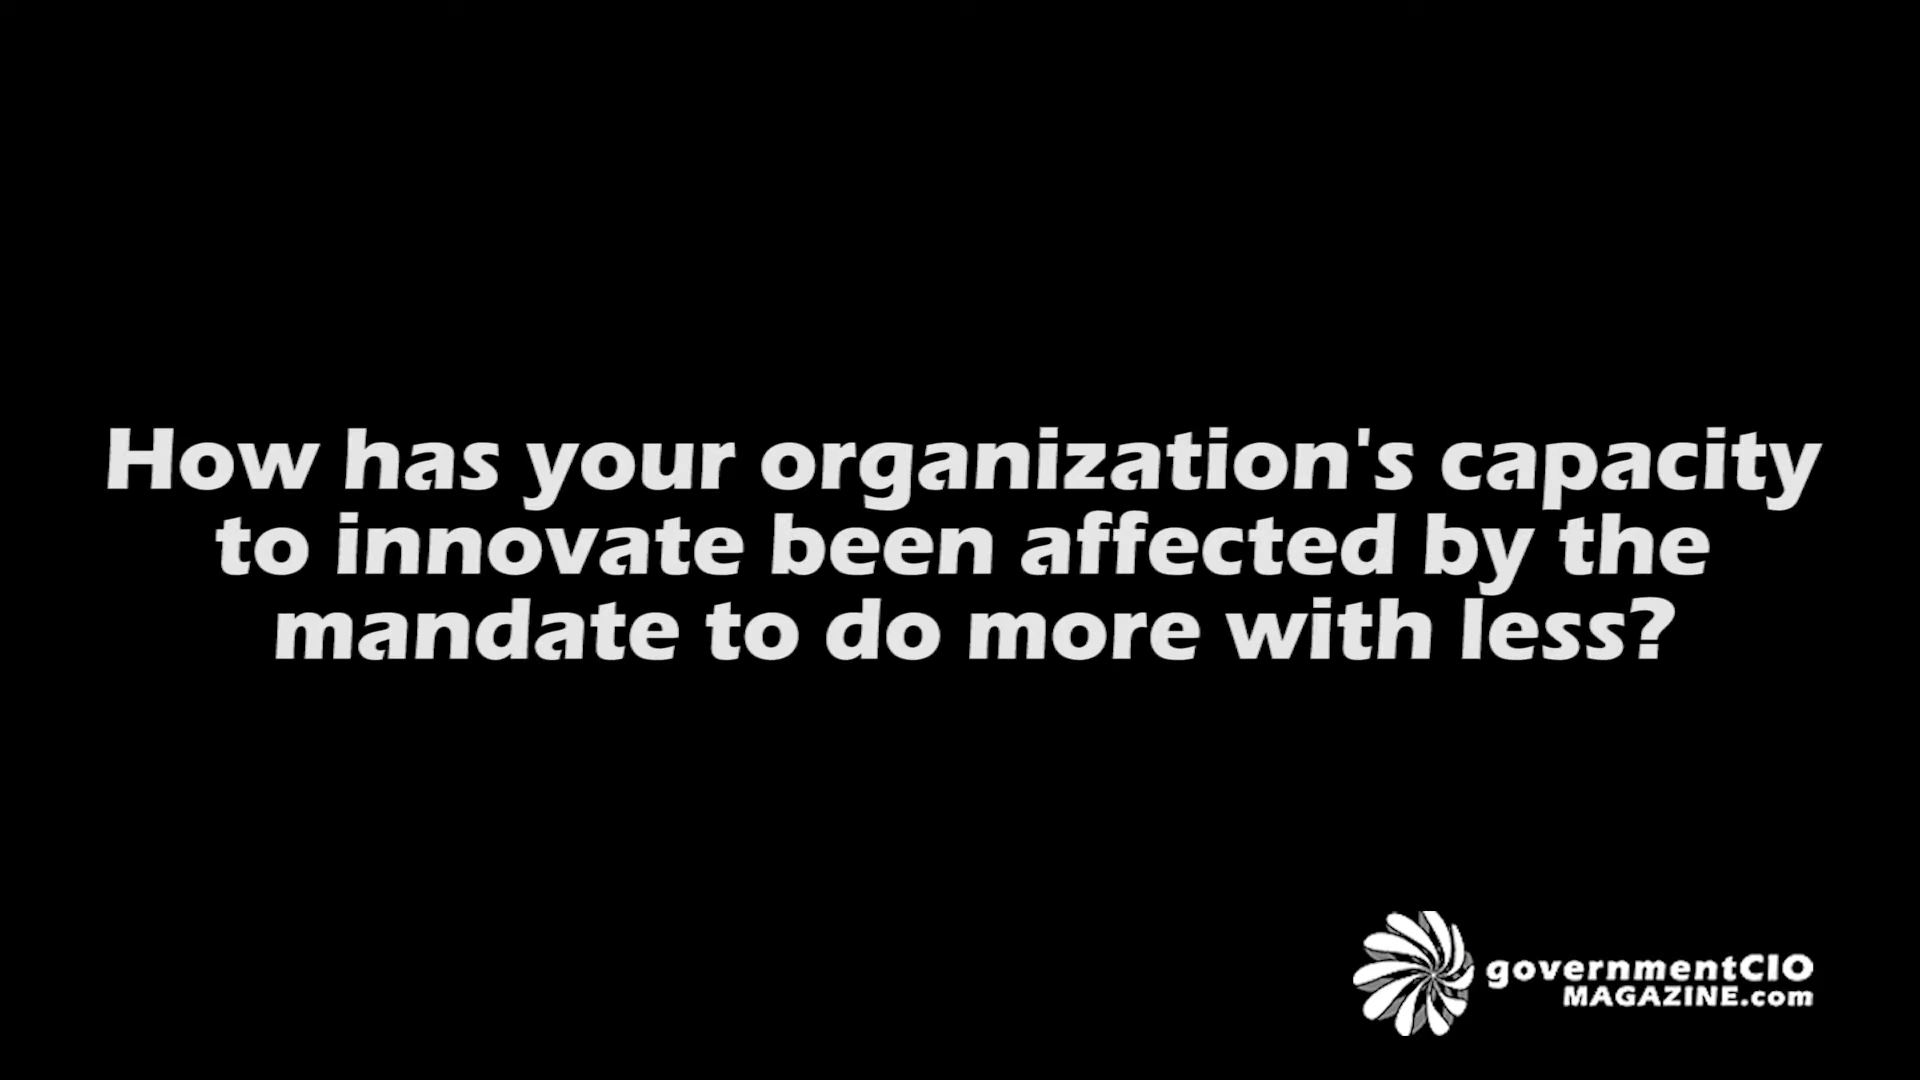 How has your organization's capacity
to innovate been affected by the
mandate to do more with less?
governmentCIO
MAGAZINE.com